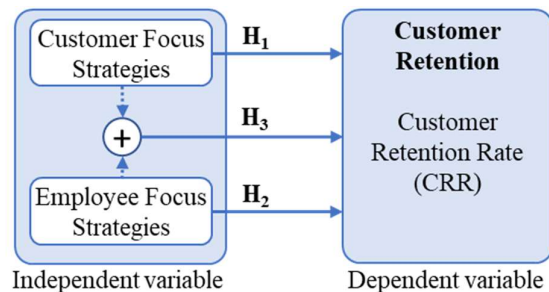 Customer Focus
Strategies
H1
+
H3
Employee Focus
Strategies
H2
Independent variable
Customer
Retention
Customer
Retention Rate
(CRR)
Dependent variable